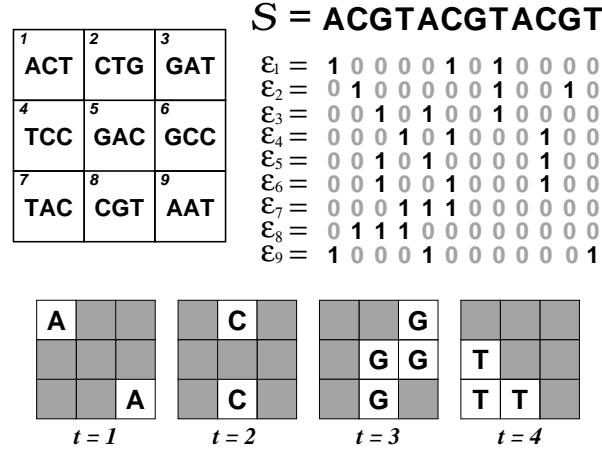 S = ACGTACGTACGT
1 2 3
ACT CTG GAT
4 5 6
TCC GAC GCC
7 8 9
TAC CGT AAT
ε1 = 1 0 0 0 0 1 0 1 0 0 0 0
ε2 = 0 1 0 0 0 0 0 1 0 0 1 0
ε3 = 0 0 1 0 1 0 0 1 0 0 0 0
ε4 = 0 0 0 1 0 1 0 0 0 1 0 0
ε5 = 0 0 1 0 1 0 0 0 0 1 0 0
ε6 = 0 0 1 0 0 1 0 0 0 1 0 0
ε7 = 0 0 0 1 1 1 0 0 0 0 0 0
ε8 = 0 1 1 1 0 0 0 0 0 0 0 0
ε9 = 1 0 0 0 1 0 0 0 0 0 0 1
A
A
t = 1
C
C
t = 2
G
G G
G
t = 3
T
T T
t = 4